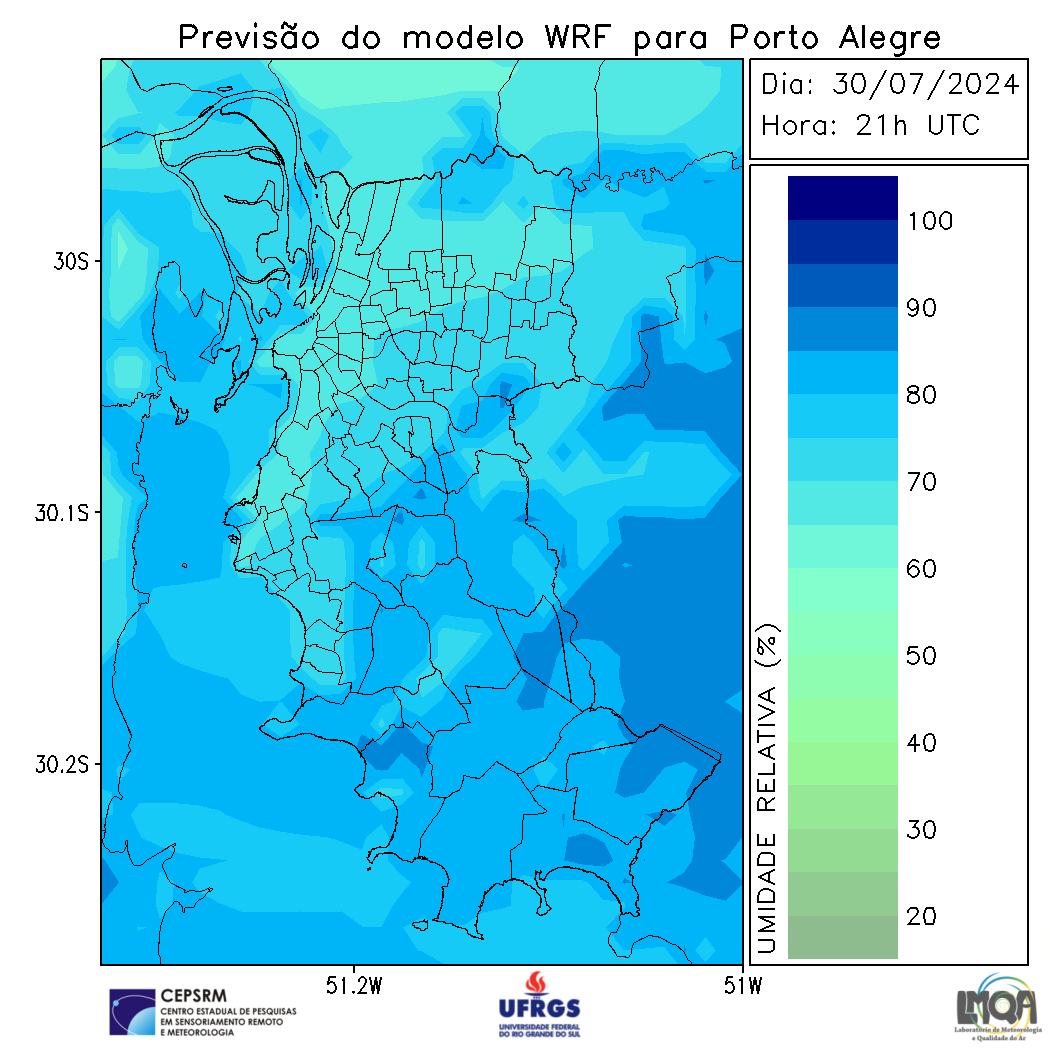 Previsão do modelo WRF para Porto Alegre
Dia: 30/07/2024
Hora: 21h UTC
30S
30.1S
30.2S
51.2W
51W
UMIDADE RELATIVA (%)
100
90
80
70
60
50
40
30
20
CEPSRM
CENTRO ESTADUAL DE PESQUISAS
EM SENSORIAMENTO REMOTO
E METEOROLOGIA
UFRGS
UNIVERSIDADE FEDERAL
DO RIO GRANDE DO SUL
LMQA
Laboratório de Meteorologia
e Qualidade do Ar